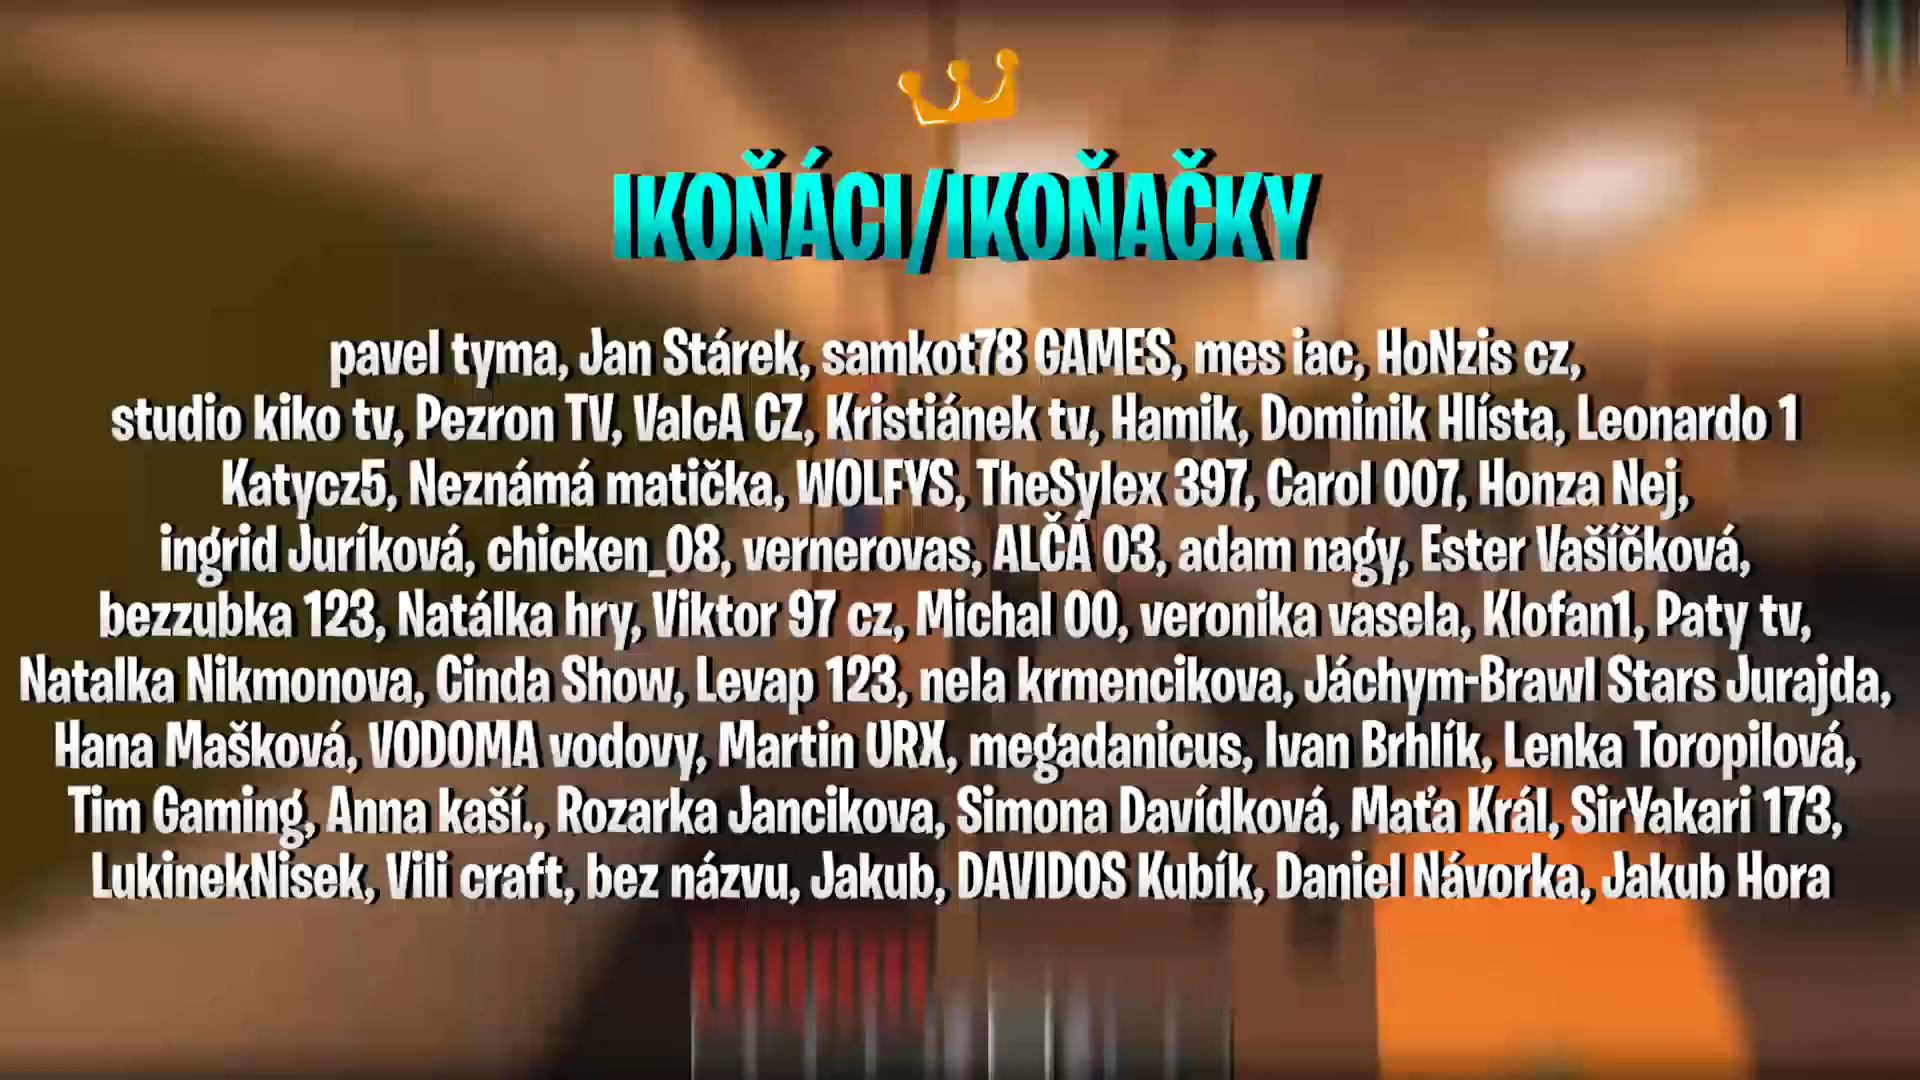 IKOŇÁCI/IKOŇAČKY
pavel tyma, Jan Stárek, samkot78 GAMES, mes iac, HoNzis cz,
studio kiko tv, Pezron TV, ValcA CZ, Kristiánek tv, Hamik, Dominik Hlísta, Leonardo 1
Katycz5, Neznámá matička, WOLFYS, TheSylex 397, Carol 007, Honza Nej,
ingrid Juríková, chicken_08, vernerovas, ALČÁ 03, adam nagy, Ester Vašíčková,
bezzubka 123, Natálka hry, Viktor 97 cz, Michal 00, veronika vasela, Klofan1, Paty tv,
Natalka Nikmonova, Cinda Show, Levap 123, nela krmencikova, Jáchym-Brawl Stars Jurajda,
Hana Mašková, VODOMA vodovy, Martin URX, megadanicus, Ivan Brhlík, Lenka Toropilová,
Tim Gaming, Anna kaší., Rozarka Jancikova, Simona Davídková, Maťa Král, SirYakari 173,
LukinekNisek, Vili craft, bez názvu, Jakub, DAVIDOS Kubík, Daniel Návorka, Jakub Hora